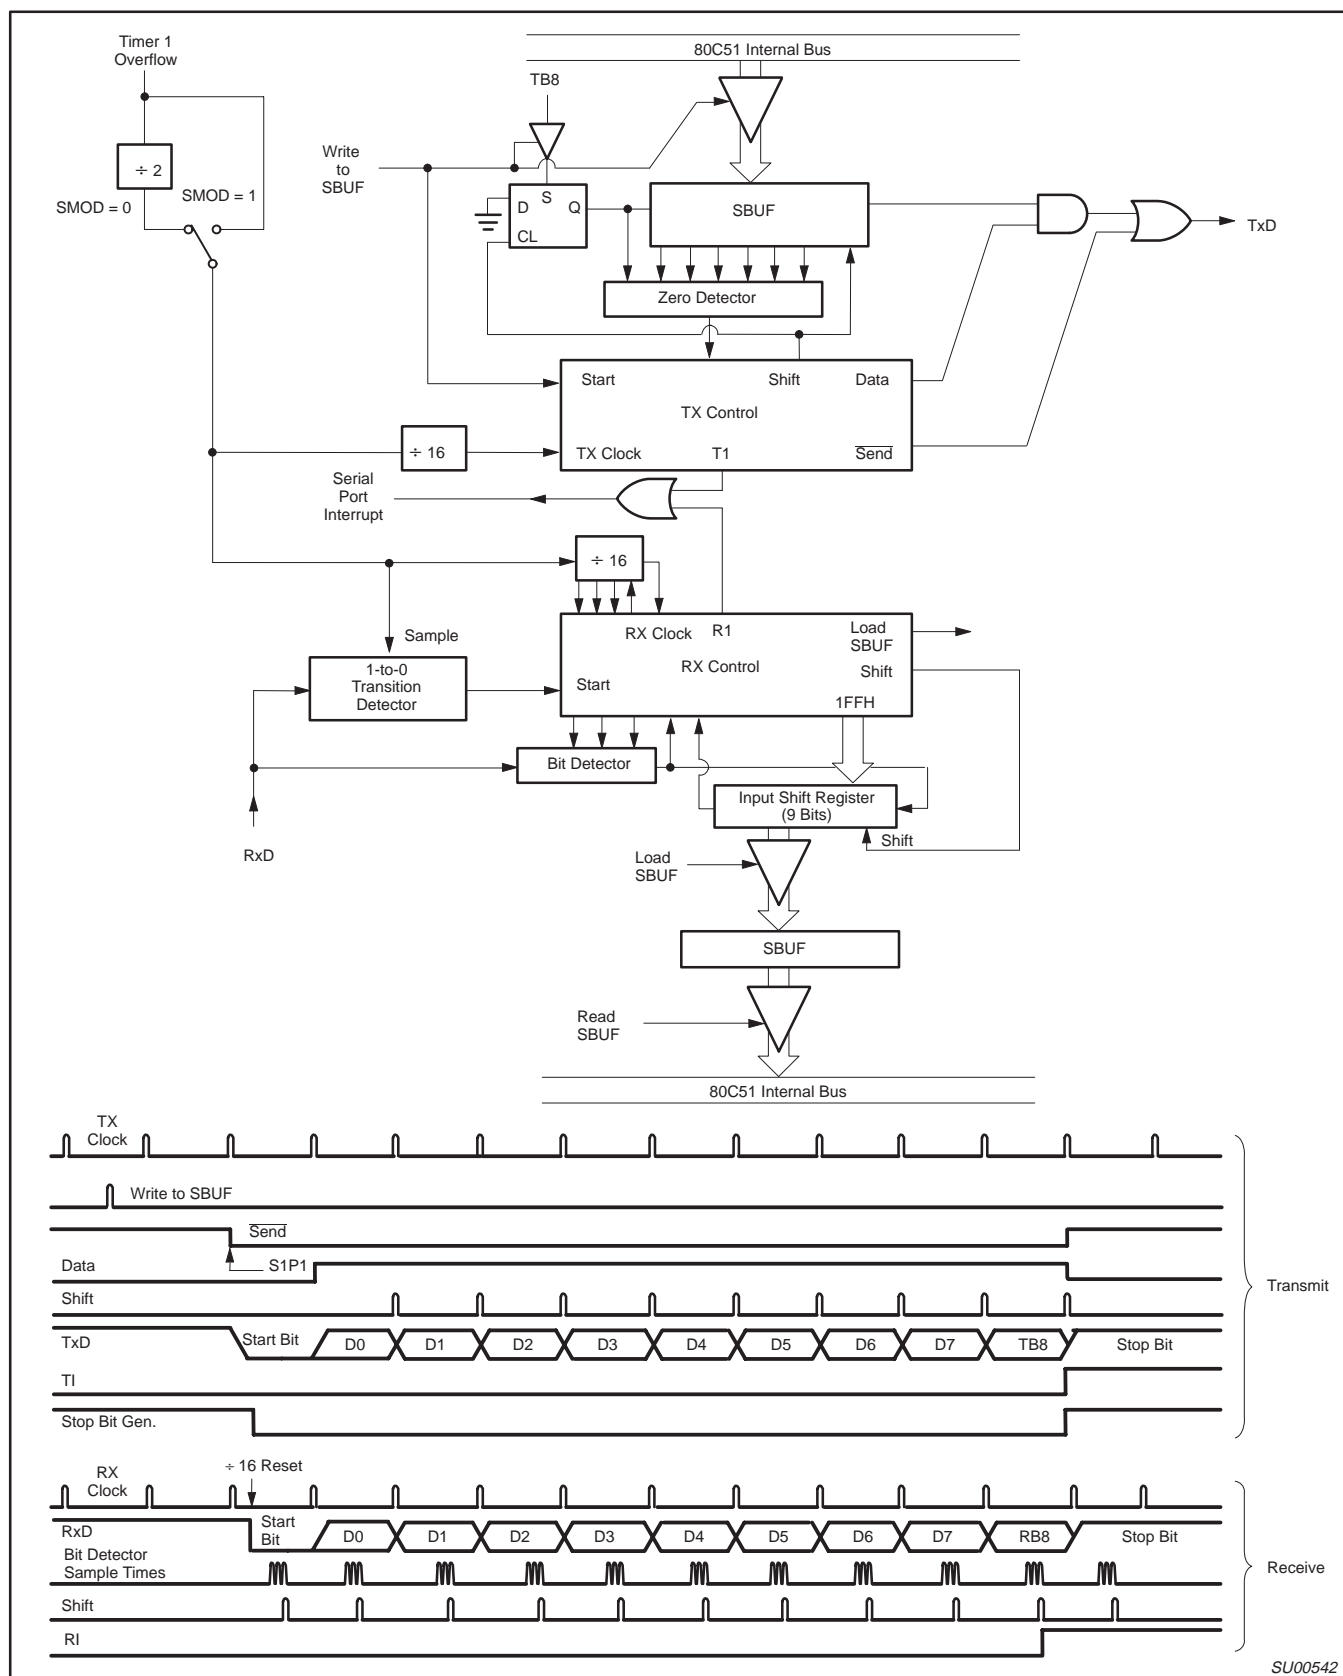 Timer 1
Overflow
80C51 Internal Bus
TB8
÷ 2
Write
to
SBUF
SMOD = 1
SMOD = 0
S
D
Q
CL
SBUF
TxD
Zero Detector
Start
Shift
Data
TX Control
÷ 16
TX Clock
T1
Send
Serial
Port
Interrupt
÷ 16
Sample
RX Clock
R1
Load
SBUF
1-to-0
Transition
Detector
RX Control
Shift
Start
1FFH
Bit Detector
Input Shift Register
(9 Bits)
Shift
RxD
Load
SBUF
SBUF
Read
SBUF
80C51 Internal Bus
TX
Clock
Write to SBUF
Send
Data
S1P1
Transmit
Shift
TxD
Start Bit
D0
D1
D2
D3
D4
D5
D6
D7
TB8
Stop Bit
TI
Stop Bit Gen.
÷ 16 Reset
RX
Clock
RxD
Start
Bit
D0
D1
D2
D3
D4
D5
D6
D7
RB8
Stop Bit
Bit Detector
Sample Times
Receive
Shift
RI
SU00542